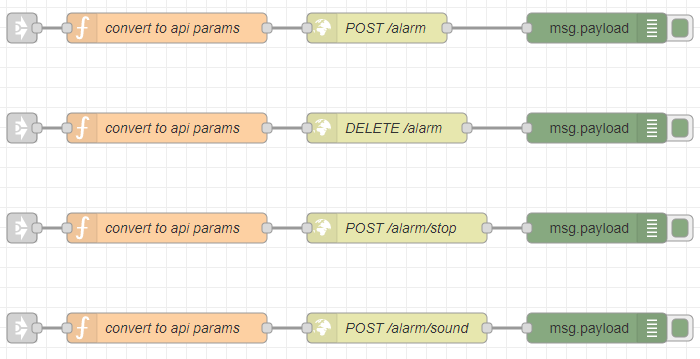 convert to api params POST /alarm msg.payload
convert to api params DELETE /alarm msg.payload
convert to api params POST /alarm/stop msg.payload
convert to api params POST /alarm/sound msg.payload